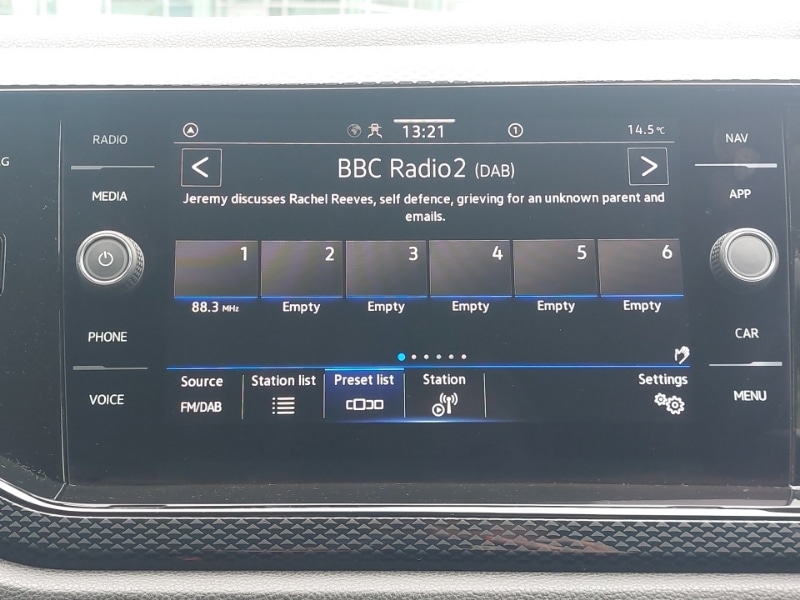 RADIO
13:21
1
14.5°C
NAV
G
BBC Radio2 (DAB)
MEDIA
APP
Jeremy discusses Rachel Reeves, self defence, grieving for an unknown parent and
emails.
1 2 3 4 5 6
88.3 MHz Empty Empty Empty Empty Empty
PHONE
CAR
VOICE
MENU
Source Station list Preset list Station Settings
FM/DAB